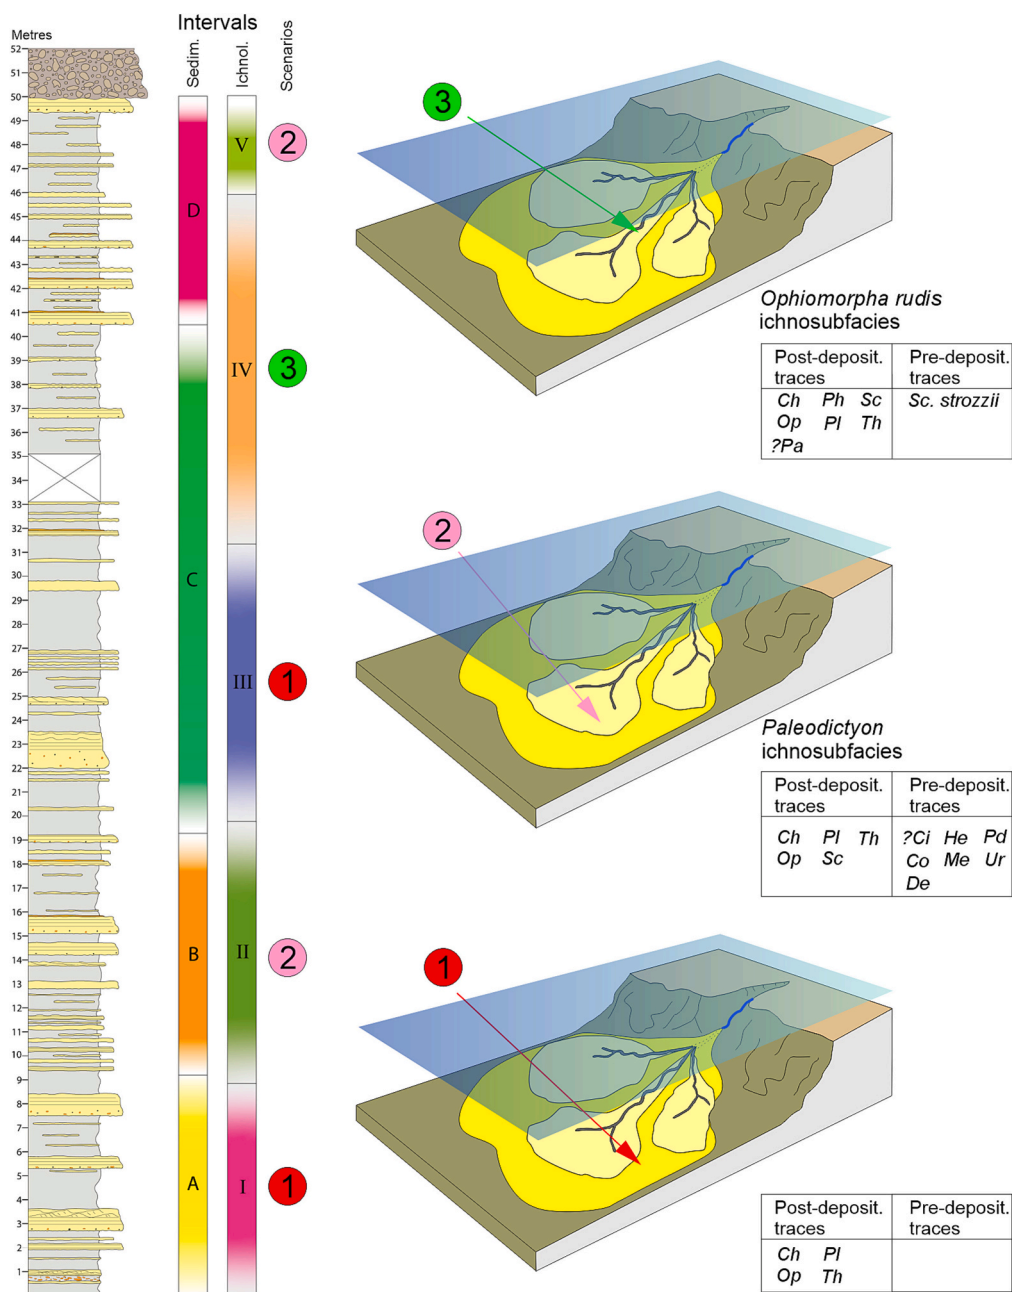 Intervals
Metres
Sedim.
Ichnol.
Scenarios
52
51
50
49
48
47
46
45
44
43
42
41
40
39
38
37
36
35
34
33
32
31
30
29
28
27
26
25
24
23
22
21
20
19
18
17
16
15
14
13
12
11
10
9
8
7
6
5
4
3
2
1
D
C
B
A
V
IV
III
II
I
2
3
1
2
1
3
Ophiomorpha rudis
ichnosubfacies
Post-deposit. Pre-deposit.
traces traces
Ch Ph Sc Sc. strozzii
Op Pl Th
?Pa
2
Paleodictyon
ichnosubfacies
Post-deposit. Pre-deposit.
traces traces
Ch Pl Th ?Ci He Pd
Op Sc Co Me Ur
De
1
Post-deposit. Pre-deposit.
traces traces
Ch Pl
Op Th